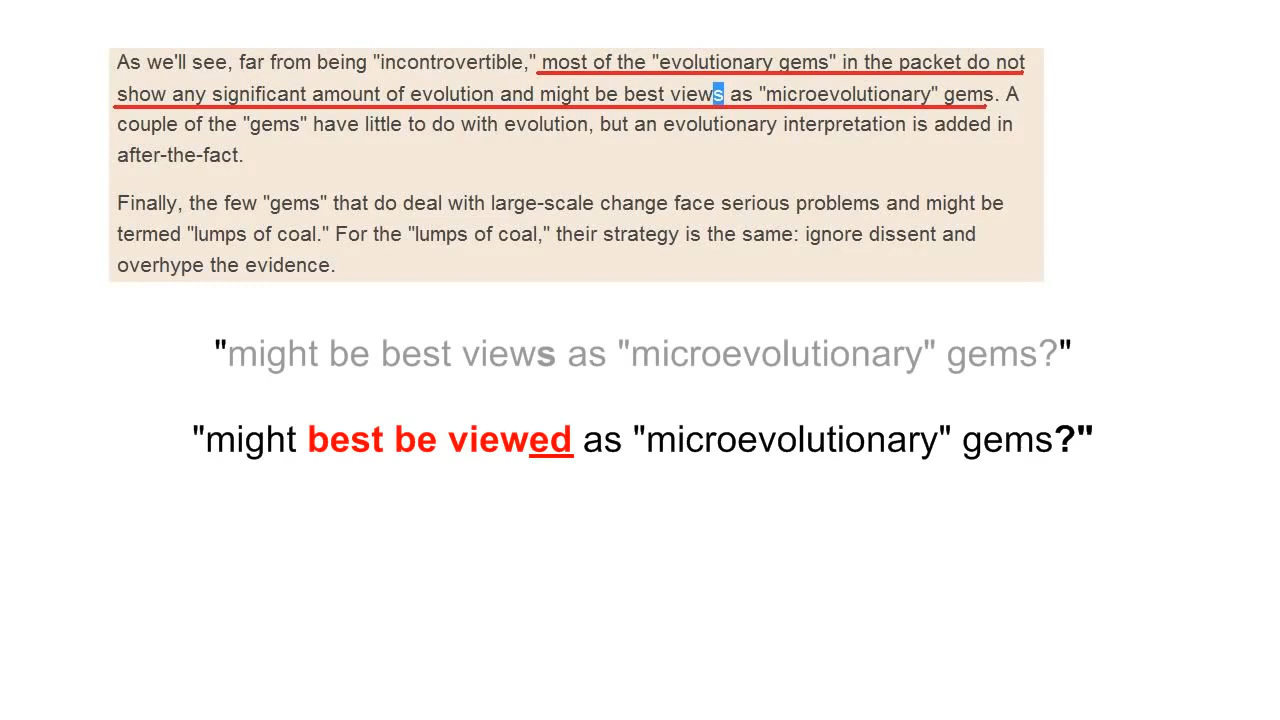 As we'll see, far from being "incontrovertible," most of the "evolutionary gems" in the packet do not
show any significant amount of evolution and might be best views as "microevolutionary" gems. A
couple of the "gems" have little to do with evolution, but an evolutionary interpretation is added in
after-the-fact.
Finally, the few "gems" that do deal with large-scale change face serious problems and might be
termed "lumps of coal." For the "lumps of coal," their strategy is the same: ignore dissent and
overhype the evidence.
"might be best views as "microevolutionary" gems?"
"might best be viewed as "microevolutionary" gems?"